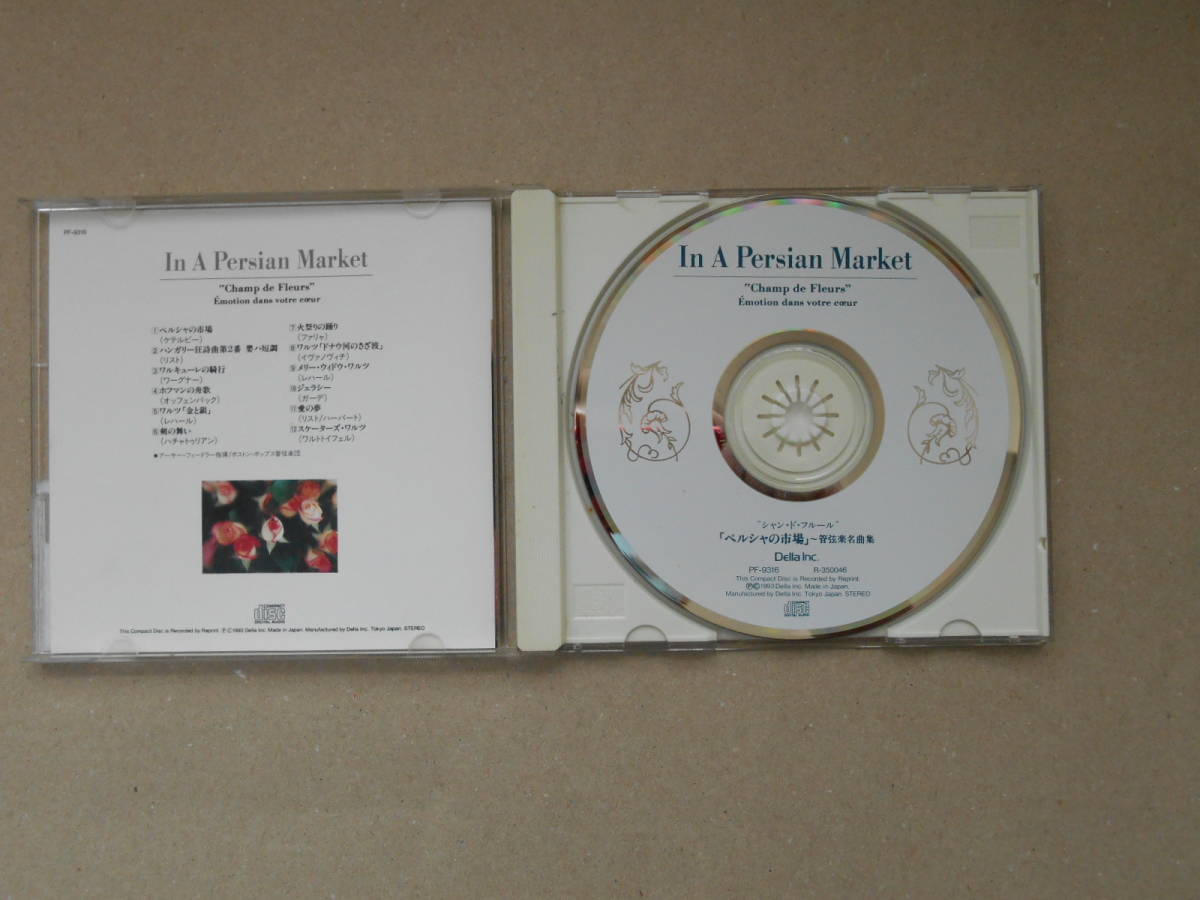 PF-9316
In A Persian Market
"Champ de Fleurs"
Émotion dans votre cœur
①ペルシャの市場
(ケテルビー)
②ハンガリー狂詩曲第2番 嬰ハ短調
(リスト)
③ワルキューレの騎行
(ワーグナー)
④ホフマンの舟歌
(オッフェンバック)
⑤ワルツ「金と銀」
(レハール)
⑥剣の舞い
(ハチャトゥリアン)
⑦火祭りの踊り
(ファリャ)
⑧ワルツ「ドナウ河のさざ波」
(イヴァノヴィチ)
⑨メリー・ウィドウ・ワルツ
(レハール)
⑩ジェラシー
(ガーデ)
⑪愛の夢
(リスト/ハーバート)
⑫スケーターズ・ワルツ
(ワルトトイフェル)
●アーサー・フィードラー指揮/ボストン・ポップス管弦楽団
COMPACT
disc
DIGITAL AUDIO
This Compact Disc is Recorded by Reprint. ℗©1993 Della Inc. Made in Japan. Manufactured by Della Inc. Tokyo Japan. STEREO
In A Persian Market
"Champ de Fleurs"
Émotion dans votre cœur
"シャン・ド・フルール"
「ペルシャの市場」～管弦楽名曲集
Della Inc.
PF-9316 R-350046
This Compact Disc is Recorded by Reprint.
℗©1993 Della Inc. Made in Japan.
Manufactured by Della Inc. Tokyo Japan. STEREO
COMPACT
disc
DIGITAL AUDIO